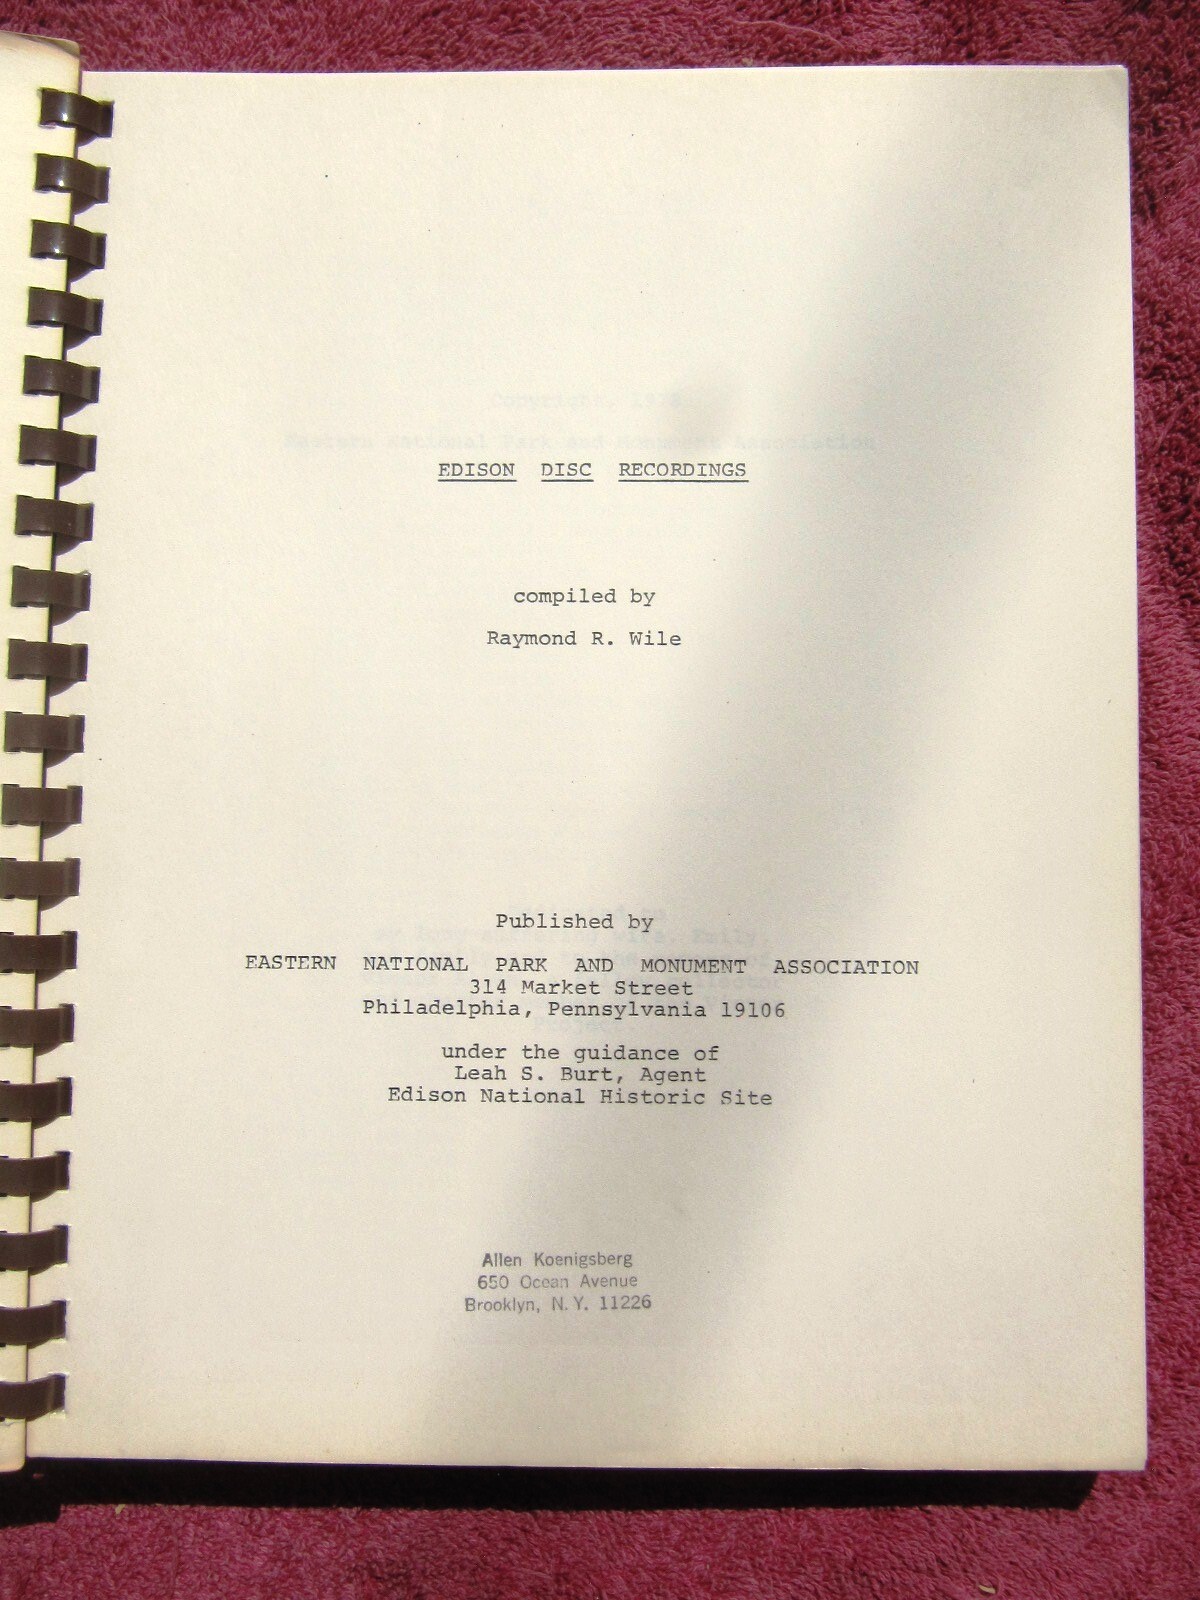 EDISON DISC RECORDINGS
compiled by
Raymond R. Wile
Published by
EASTERN NATIONAL PARK AND MONUMENT ASSOCIATION
314 Market Street
Philadelphia, Pennsylvania 19106
under the guidance of
Leah S. Burt, Agent
Edison National Historic Site
Allen Koenigsberg
650 Ocean Avenue
Brooklyn, N.Y. 11226